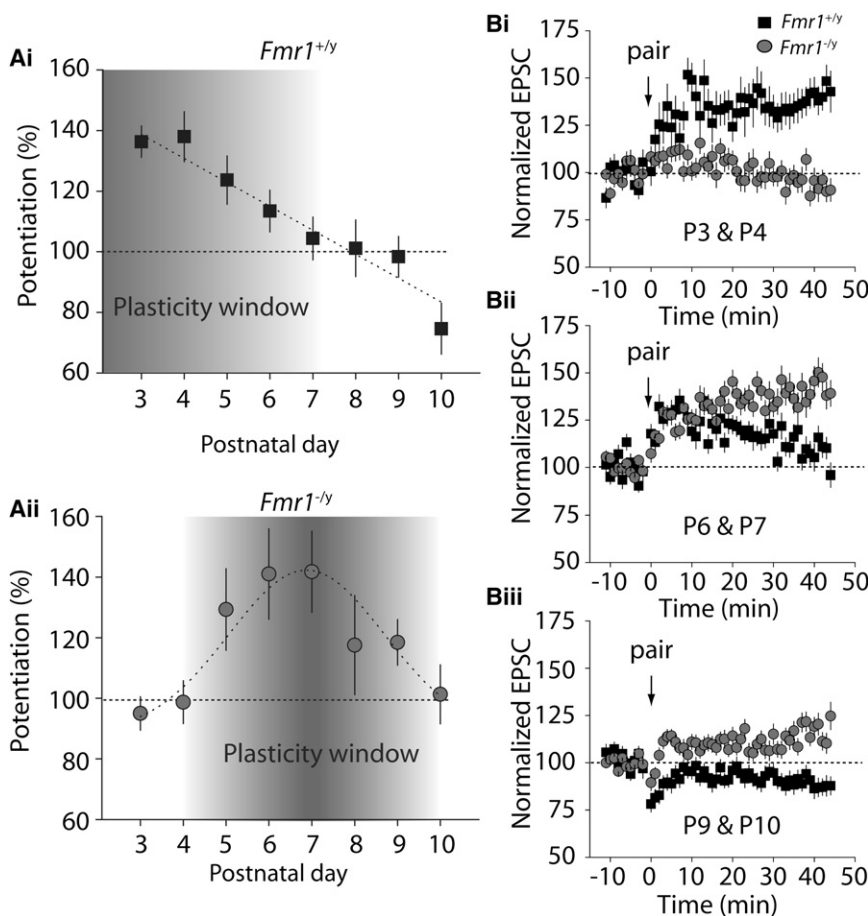 Ai
Fmr1+/y
Potentiation (%)
160
140
120
100
80
60
Plasticity window
3 4 5 6 7 8 9 10
Postnatal day
Aii
Fmr1-/y
Potentiation (%)
160
140
120
100
80
60
Plasticity window
3 4 5 6 7 8 9 10
Postnatal day
Bi
Fmr1+/y
Fmr1-/y
pair
Normalized EPSC
175
150
125
100
75
50
P3 & P4
-10 0 10 20 30 40 50
Time (min)
Bii
pair
Normalized EPSC
175
150
125
100
75
50
P6 & P7
-10 0 10 20 30 40 50
Time (min)
Biii
pair
Normalized EPSC
175
150
125
100
75
50
P9 & P10
-10 0 10 20 30 40 50
Time (min)